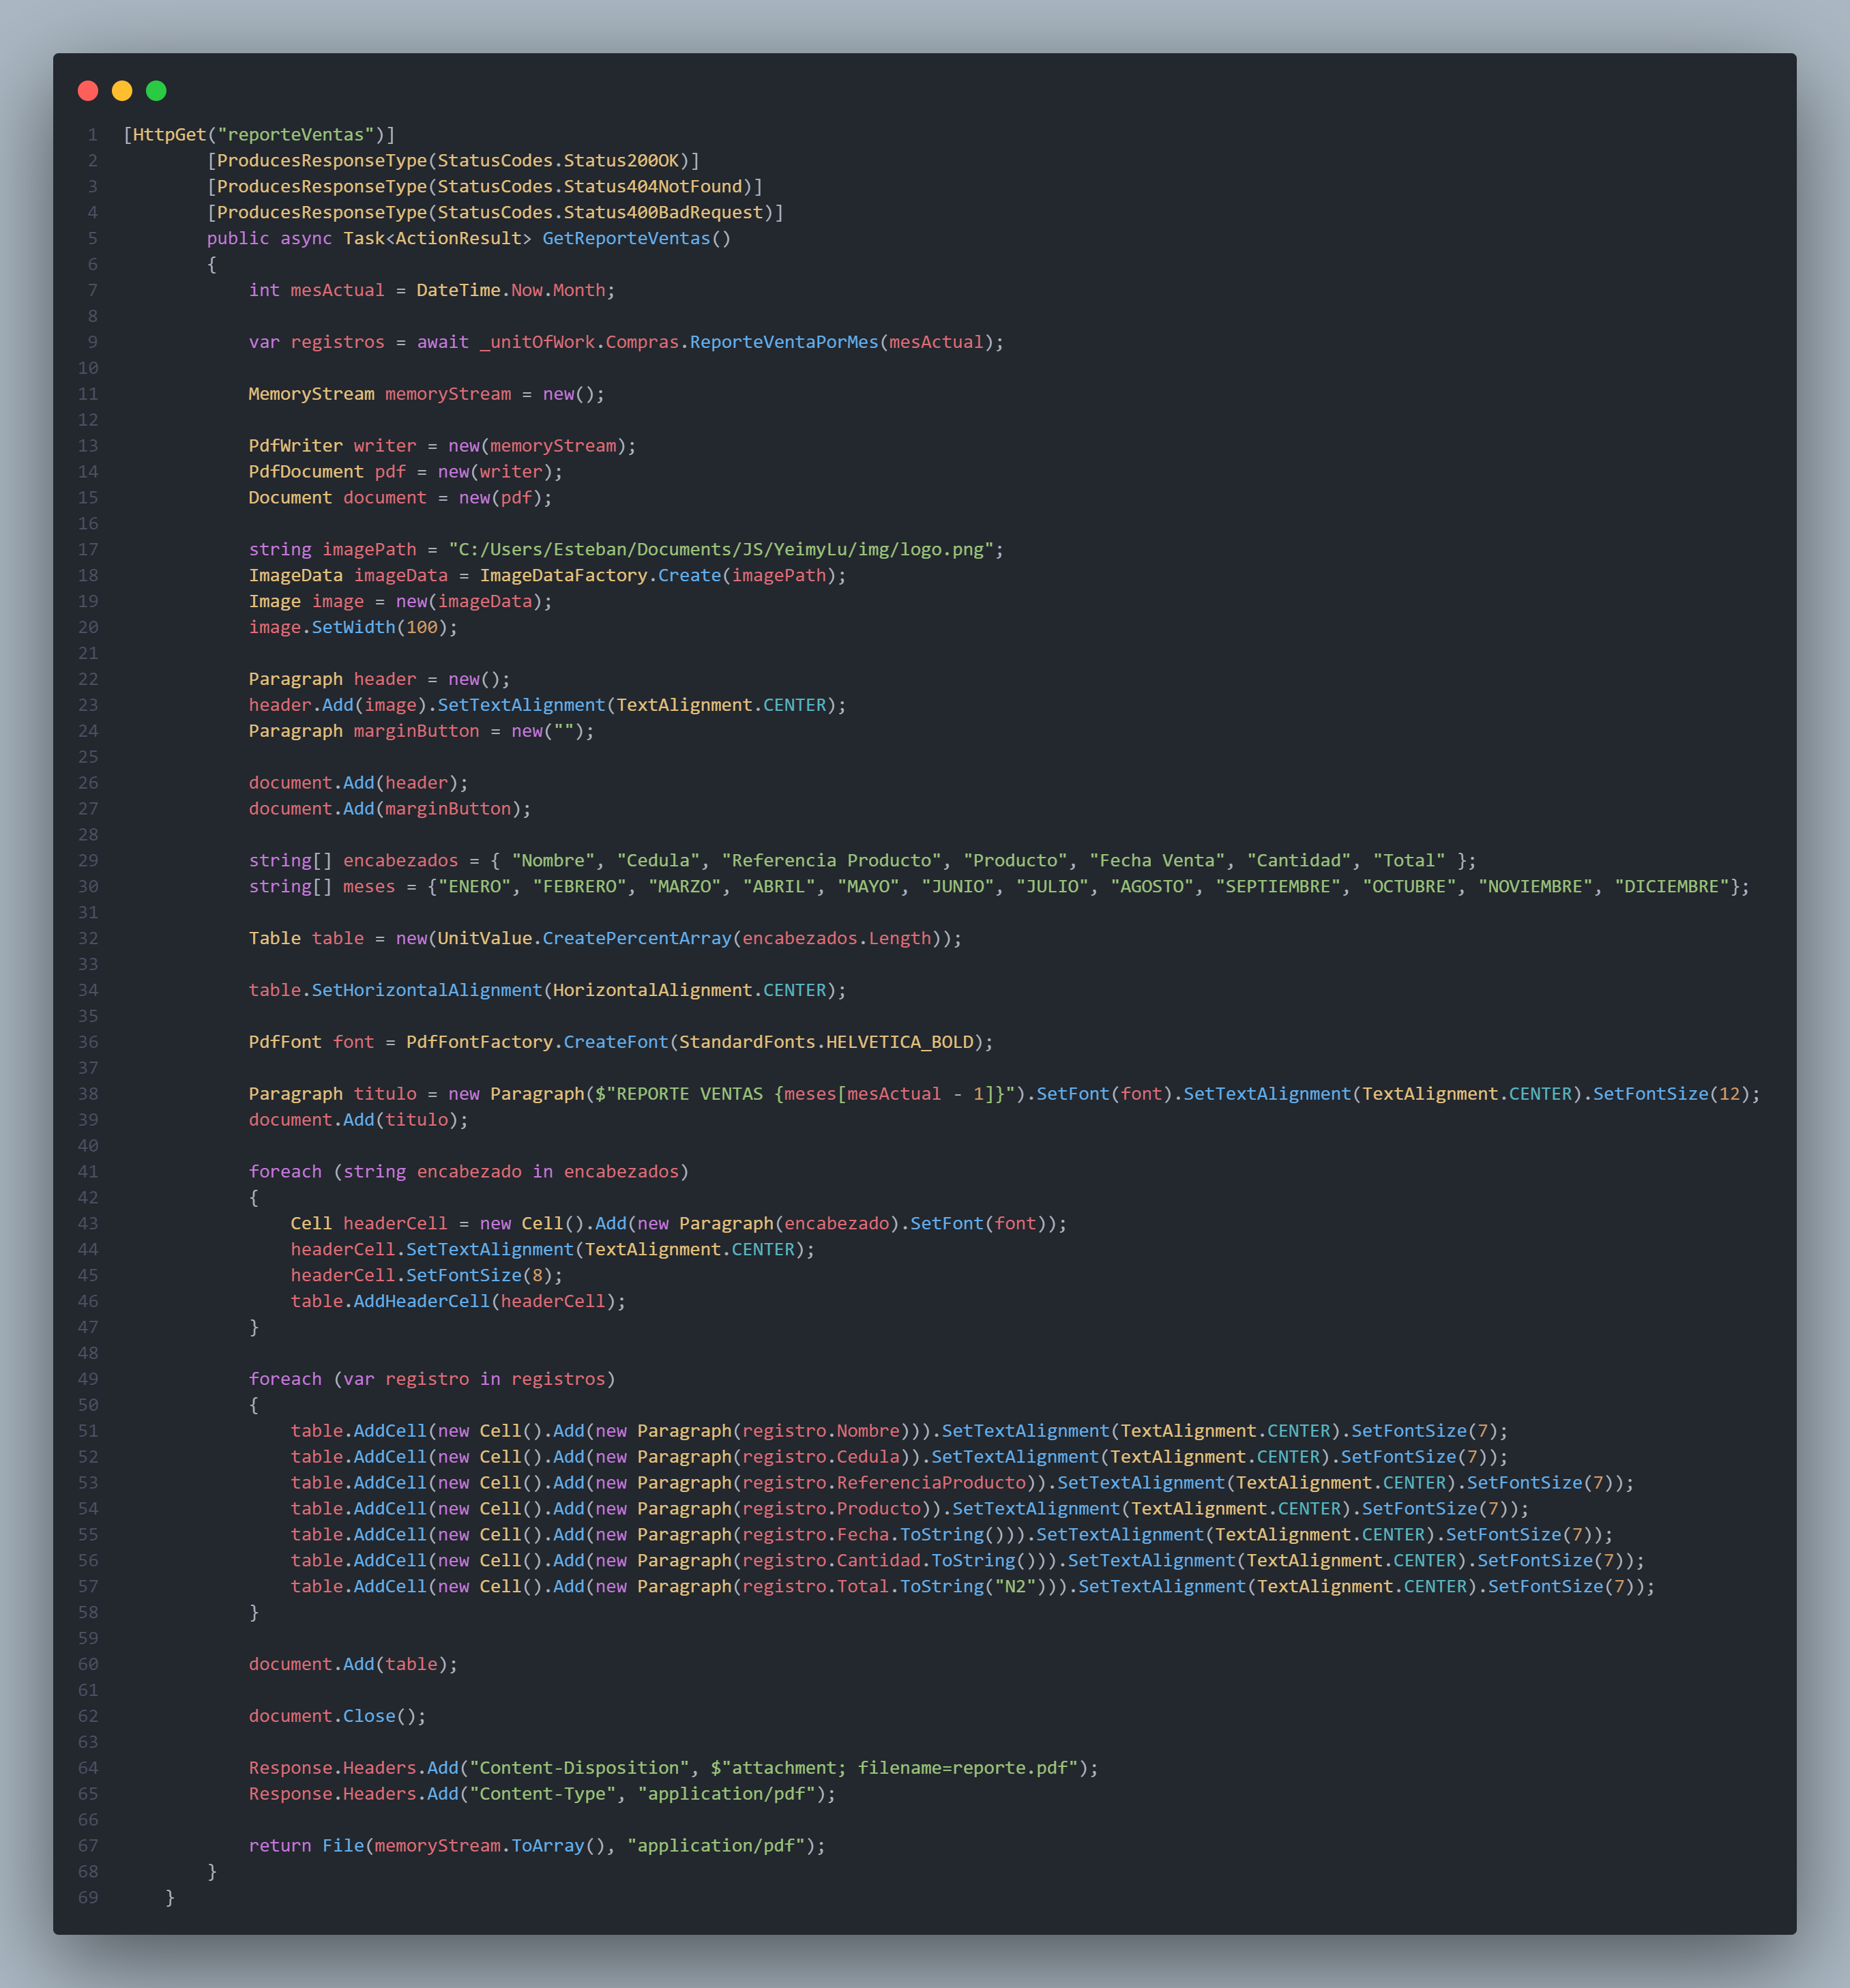 1 [HttpGet("reporteVentas")]
2         [ProducesResponseType(StatusCodes.Status200OK)]
3         [ProducesResponseType(StatusCodes.Status404NotFound)]
4         [ProducesResponseType(StatusCodes.Status400BadRequest)]
5         public async Task<ActionResult> GetReporteVentas()
6         {
7             int mesActual = DateTime.Now.Month;
8
9             var registros = await _unitOfWork.Compras.ReporteVentaPorMes(mesActual);
10
11             MemoryStream memoryStream = new();
12
13             PdfWriter writer = new(memoryStream);
14             PdfDocument pdf = new(writer);
15             Document document = new(pdf);
16
17             string imagePath = "C:/Users/Esteban/Documents/JS/YeimyLu/img/logo.png";
18             ImageData imageData = ImageDataFactory.Create(imagePath);
19             Image image = new(imageData);
20             image.SetWidth(100);
21
22             Paragraph header = new();
23             header.Add(image).SetTextAlignment(TextAlignment.CENTER);
24             Paragraph marginButton = new("");
25
26             document.Add(header);
27             document.Add(marginButton);
28
29             string[] encabezados = { "Nombre", "Cedula", "Referencia Producto", "Producto", "Fecha Venta", "Cantidad", "Total" };
30             string[] meses = {"ENERO", "FEBRERO", "MARZO", "ABRIL", "MAYO", "JUNIO", "JULIO", "AGOSTO", "SEPTIEMBRE", "OCTUBRE", "NOVIEMBRE", "DICIEMBRE"};
31
32             Table table = new(UnitValue.CreatePercentArray(encabezados.Length));
33
34             table.SetHorizontalAlignment(HorizontalAlignment.CENTER);
35
36             PdfFont font = PdfFontFactory.CreateFont(StandardFonts.HELVETICA_BOLD);
37
38             Paragraph titulo = new Paragraph($"REPORTE VENTAS {meses[mesActual - 1]}").SetFont(font).SetTextAlignment(TextAlignment.CENTER).SetFontSize(12);
39             document.Add(titulo);
40
41             foreach (string encabezado in encabezados)
42             {
43                 Cell headerCell = new Cell().Add(new Paragraph(encabezado).SetFont(font));
44                 headerCell.SetTextAlignment(TextAlignment.CENTER);
45                 headerCell.SetFontSize(8);
46                 table.AddHeaderCell(headerCell);
47             }
48
49             foreach (var registro in registros)
50             {
51                 table.AddCell(new Cell().Add(new Paragraph(registro.Nombre))).SetTextAlignment(TextAlignment.CENTER).SetFontSize(7);
52                 table.AddCell(new Cell().Add(new Paragraph(registro.Cedula)).SetTextAlignment(TextAlignment.CENTER).SetFontSize(7));
53                 table.AddCell(new Cell().Add(new Paragraph(registro.ReferenciaProducto)).SetTextAlignment(TextAlignment.CENTER).SetFontSize(7));
54                 table.AddCell(new Cell().Add(new Paragraph(registro.Producto)).SetTextAlignment(TextAlignment.CENTER).SetFontSize(7));
55                 table.AddCell(new Cell().Add(new Paragraph(registro.Fecha.ToString())).SetTextAlignment(TextAlignment.CENTER).SetFontSize(7));
56                 table.AddCell(new Cell().Add(new Paragraph(registro.Cantidad.ToString())).SetTextAlignment(TextAlignment.CENTER).SetFontSize(7));
57                 table.AddCell(new Cell().Add(new Paragraph(registro.Total.ToString("N2"))).SetTextAlignment(TextAlignment.CENTER).SetFontSize(7));
58             }
59
60             document.Add(table);
61
62             document.Close();
63
64             Response.Headers.Add("Content-Disposition", $"attachment; filename=reporte.pdf");
65             Response.Headers.Add("Content-Type", "application/pdf");
66
67             return File(memoryStream.ToArray(), "application/pdf");
68         }
69     }